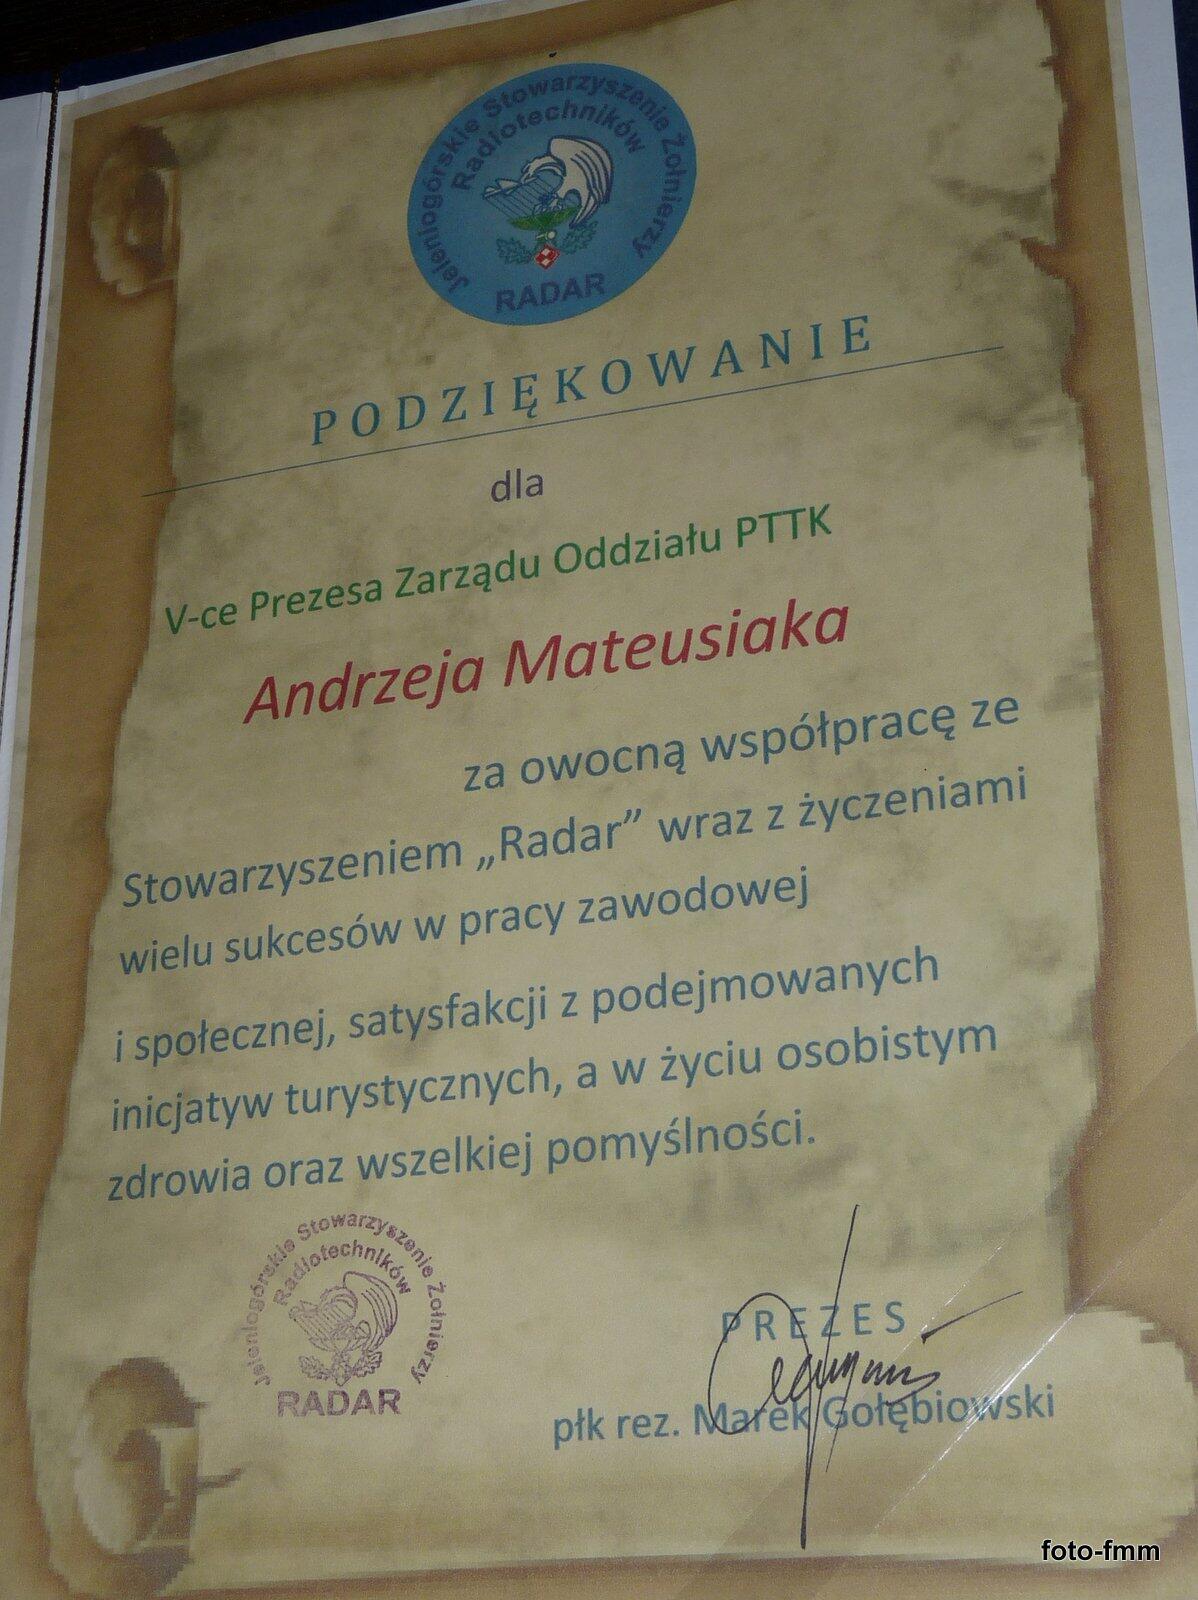 Jeleniogórskie Stowarzyszenie Żołnierzy
Radiotechników
RADAR
PODZIĘKOWANIE
dla
V-ce Prezesa Zarządu Oddziału PTTK
Andrzeja Mateusiaka
za owocną współpracę ze
Stowarzyszeniem „Radar” wraz z życzeniami
wielu sukcesów w pracy zawodowej
i społecznej, satysfakcji z podejmowanych
inicjatyw turystycznych, a w życiu osobistym
zdrowia oraz wszelkiej pomyślności.
Jeleniogórskie Stowarzyszenie Żołnierzy
Radiotechników
RADAR
PREZES
płk rez. Marek Gołębiowski
foto-fmm